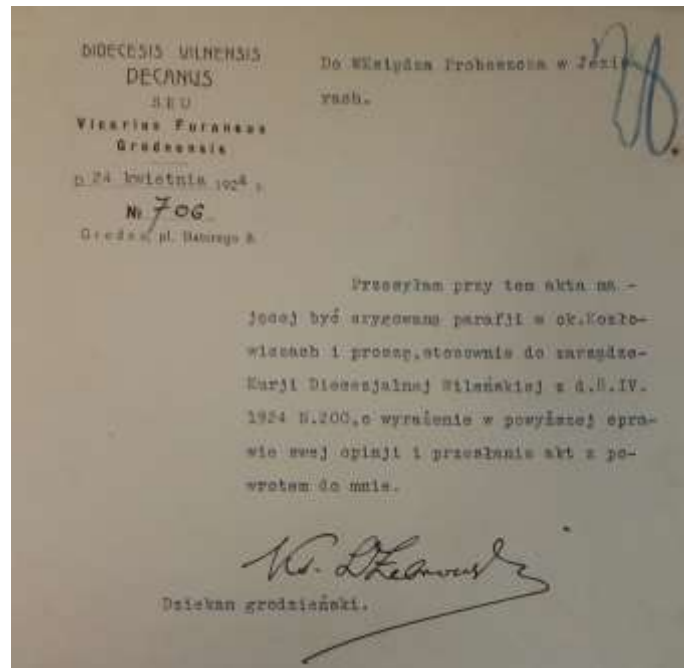 DIOECESIS VILNENSIS
DECANUS
SEU
Vicarius Foraneus
Grodnensis
D. 24 kwietnia 1924 r.
№ 706
Grodno, pl. Batorego 8.
Do WKsiędza Proboszcza w Jezio-
rach.
Przesyłam przy tem akta ma -
jącej być erygowaną parafji w ok.Kozło-
wiczach i proszę,stosownie do zarządze-
Kurji Diecezjalnej Wileńskiej z d.8.IV.
1924 N.200,o wyrażenie w powyższej spra-
wie swej opinji i przesłanie akt z po-
wrotem do mnie.
Ks.
Dziekan grodzieński.